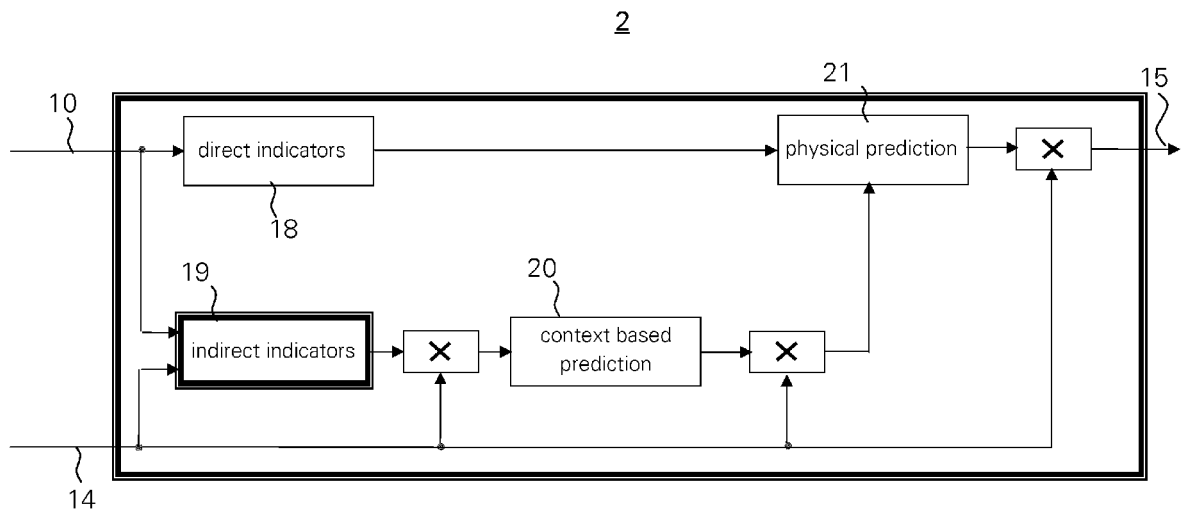 2
21
15
10
direct indicators
physical prediction
×
18
19
20
indirect indicators
×
context based
prediction
×
14